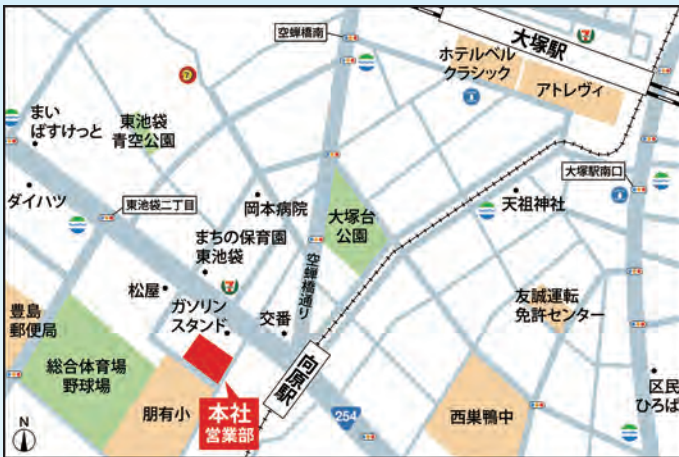 空蝉橋南
大塚駅
ホテルベル
クラシック
アトレヴィ
まい
ばすけっと
東池袋
青空公園
ダイハツ
東池袋二丁目
岡本病院
大塚台
公園
大塚駅南口
天祖神社
まちの保育園
東池袋
空蝉橋通り
松屋
ガソリン
スタンド
交番
友誠運転
免許センター
豊島
郵便局
総合体育場
野球場
朋有小
本社
営業部
向原駅
254
西巣鴨中
区民
ひろば
N
7
7